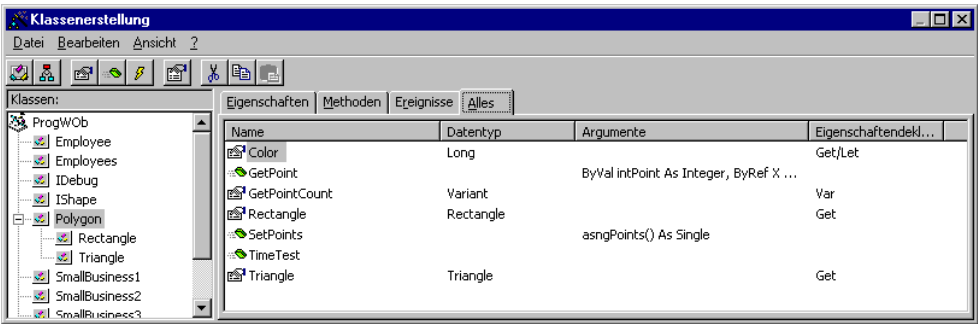 Klassenerstellung
Datei Bearbeiten Ansicht ?
Klassen:
ProgWOb
Employee
Employees
IDebug
IShape
Polygon
Rectangle
Triangle
SmallBusiness1
SmallBusiness2
SmallBusiness3
Eigenschaften Methoden Ereignisse Alles
Name Datentyp Argumente Eigenschaftendekl...
Color Long Get/Let
GetPoint ByVal intPoint As Integer, ByRef X ...
GetPointCount Variant Var
Rectangle Rectangle Get
SetPoints asngPoints() As Single
TimeTest
Triangle Triangle Get